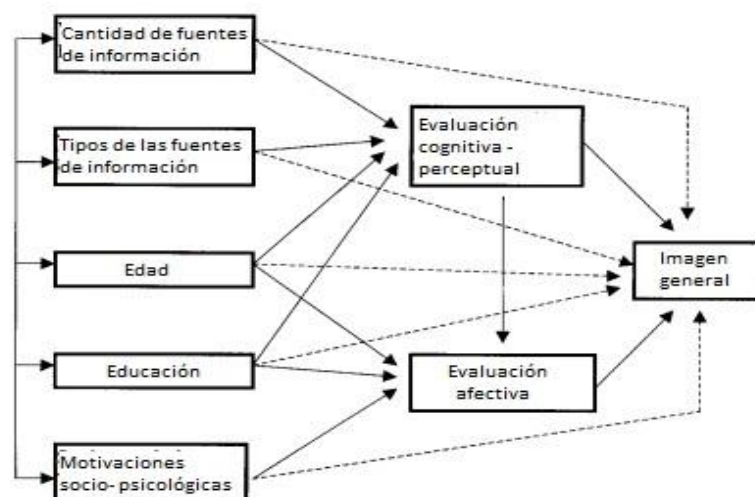 Cantidad de fuentes
de información
Tipos de las fuentes
de información
Edad
Educación
Motivaciones
socio- psicológicas
Evaluación
cognitiva -
perceptual
Evaluación
afectiva
Imagen
general